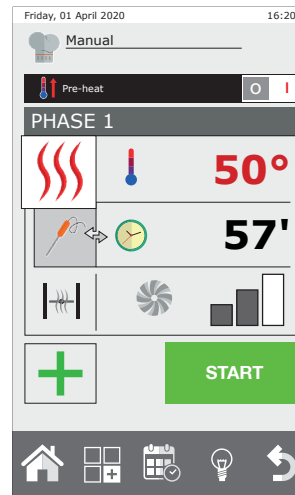 Friday, 01 April 2020 16:20
Manual
Pre-heat O I
PHASE 1
50°
57'
START